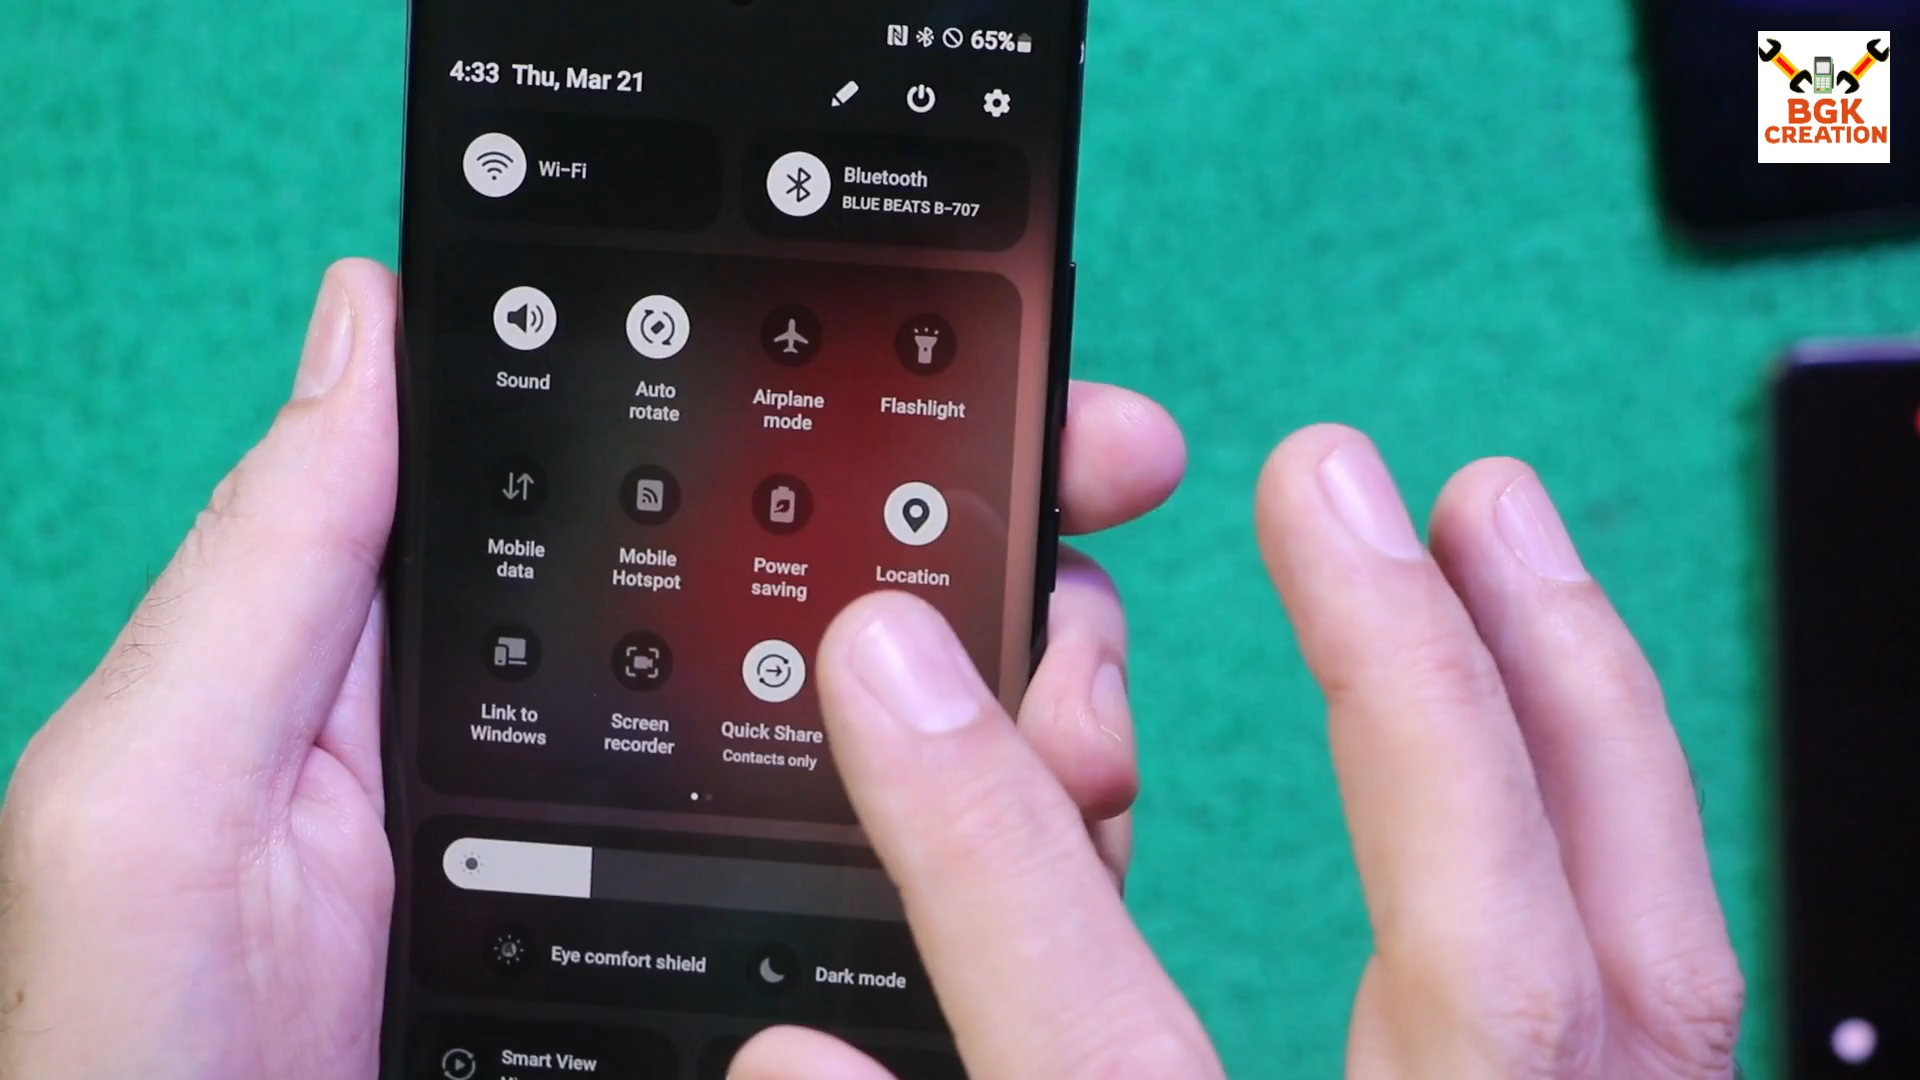 65%
4:33 Thu, Mar 21
BGK
CREATION
Wi-Fi
Bluetooth
BLUE BEATS B-707
Sound
Auto
rotate
Airplane
mode
Flashlight
Mobile
data
Mobile
Hotspot
Power
saving
Location
Link to
Windows
Screen
recorder
Quick Share
Contacts only
Eye comfort shield
Dark mode
Smart View